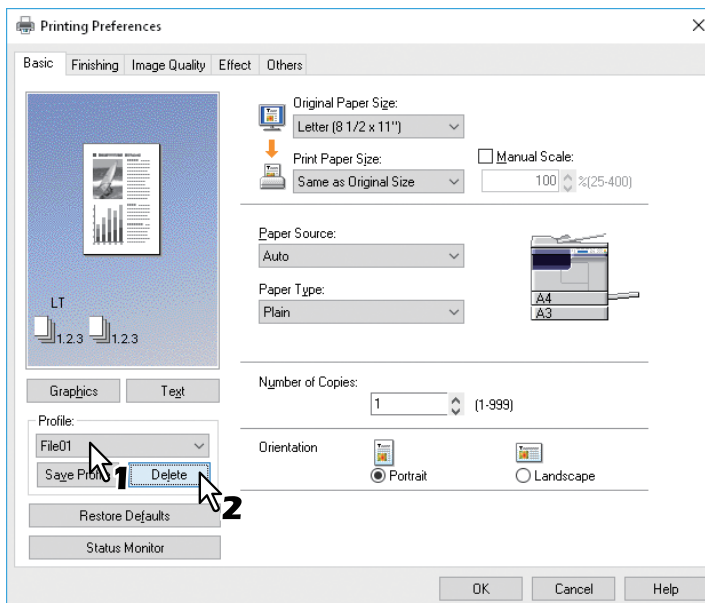 Printing Preferences
Basic Finishing Image Quality Effect Others
Original Paper Size:
Letter (8 1/2 x 11")
Print Paper Size:
Same as Original Size
Manual Scale:
100 %(25-400)
LT
1.2.3 1.2.3
Paper Source:
Auto
Paper Type:
Plain
A4
A3
Graphics Text
Number of Copies:
1 (1-999)
Profile:
File01
1
Save Delete
2
Orientation
Portrait Landscape
Restore Defaults
Status Monitor
OK Cancel Help